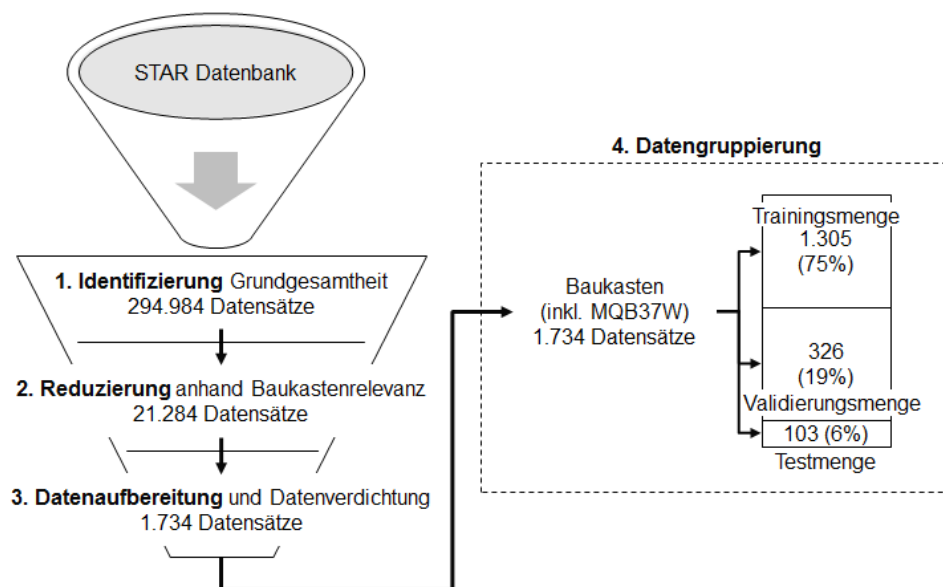 STAR Datenbank
1. Identifizierung Grundgesamtheit
294.984 Datensätze
2. Reduzierung anhand Baukastenrelevanz
21.284 Datensätze
3. Datenaufbereitung und Datenverdichtung
1.734 Datensätze
4. Datengruppierung
Baukasten
(inkl. MQB37W)
1.734 Datensätze
Trainingsmenge
1.305
(75%)
326
(19%)
Validierungsmenge
103 (6%)
Testmenge